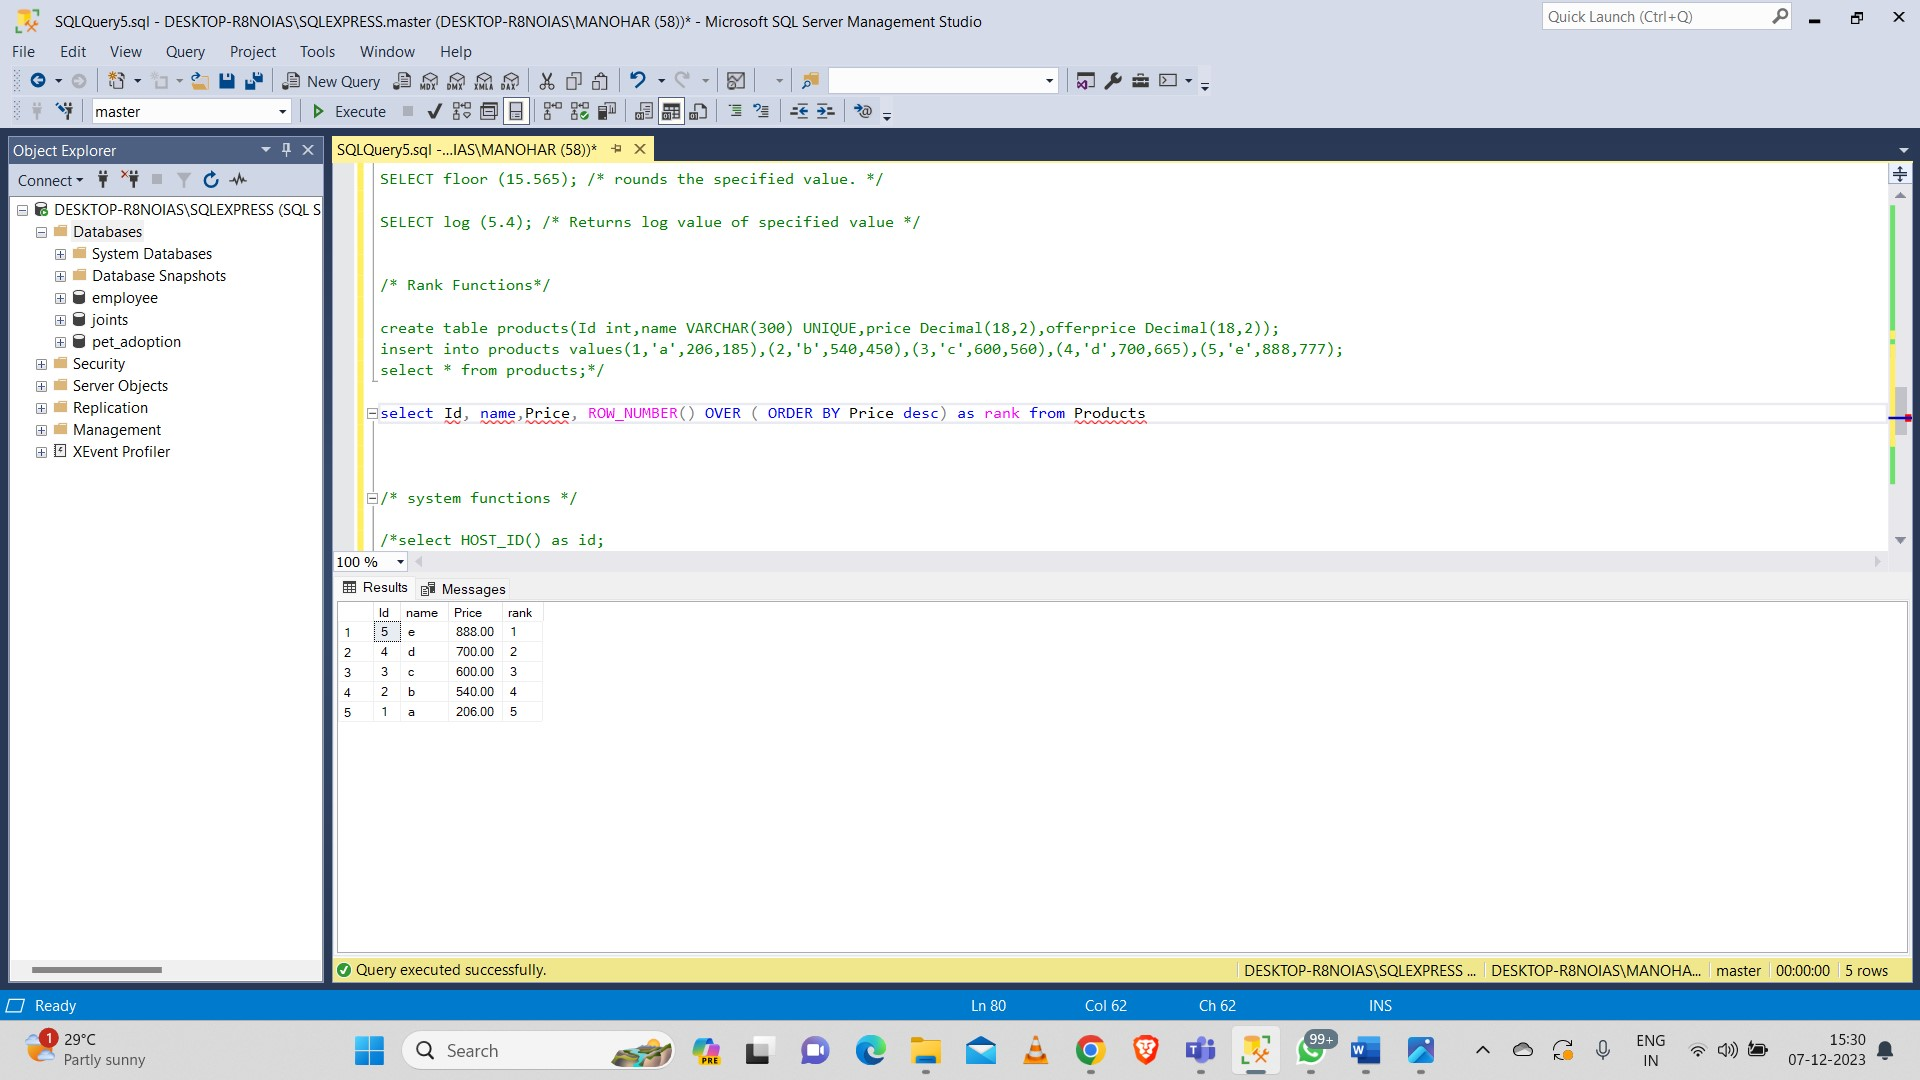 SQLQuery5.sql - DESKTOP-R8NOIAS\SQLEXPRESS.master (DESKTOP-R8NOIAS\MANOHAR (58))* - Microsoft SQL Server Management Studio
Quick Launch (Ctrl+Q)
File Edit View Query Project Tools Window Help
New Query MDX DMX XMLA DAX
master Execute
Object Explorer
SQLQuery5.sql -...IAS\MANOHAR (58))*
Connect
DESKTOP-R8NOIAS\SQLEXPRESS (SQL S
Databases
System Databases
Database Snapshots
employee
joints
pet_adoption
Security
Server Objects
Replication
Management
XEvent Profiler
SELECT floor (15.565); /* rounds the specified value. */
SELECT log (5.4); /* Returns log value of specified value */
/* Rank Functions*/
create table products(Id int,name VARCHAR(300) UNIQUE,price Decimal(18,2),offerprice Decimal(18,2));
insert into products values(1,'a',206,185),(2,'b',540,450),(3,'c',600,560),(4,'d',700,665),(5,'e',888,777);
select * from products;*/
select Id, name,Price, ROW_NUMBER() OVER ( ORDER BY Price desc) as rank from Products
/* system functions */
/*select HOST_ID() as id;
100 %
Results Messages
Id name Price rank
1 5 e 888.00 1
2 4 d 700.00 2
3 3 c 600.00 3
4 2 b 540.00 4
5 1 a 206.00 5
Query executed successfully.
DESKTOP-R8NOIAS\SQLEXPRESS ... DESKTOP-R8NOIAS\MANOHA... master 00:00:00 5 rows
Ready Ln 80 Col 62 Ch 62 INS
1 29°C
Partly sunny
Search
PRE
99+
ENG
IN
15:30
07-12-2023